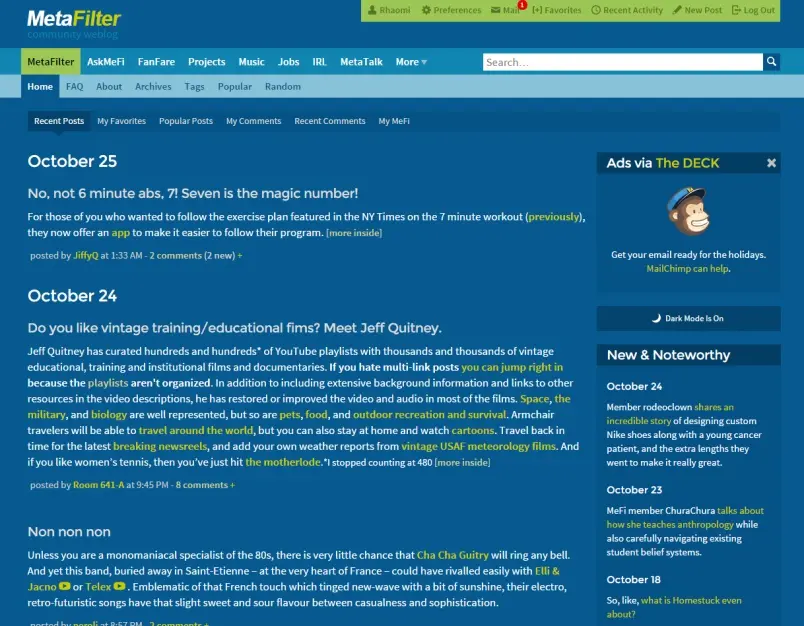 MetaFilter
community weblog
Rhaomi Preferences Mail 1 [+] Favorites Recent Activity New Post Log Out
MetaFilter AskMeFi FanFare Projects Music Jobs IRL MetaTalk More
Search…
Home FAQ About Archives Tags Popular Random
Recent Posts My Favorites Popular Posts My Comments Recent Comments My MeFi
October 25
No, not 6 minute abs, 7! Seven is the magic number!
For those of you who wanted to follow the exercise plan featured in the NY Times on the 7 minute workout (previously),
they now offer an app to make it easier to follow their program. [more inside]
posted by JiffyQ at 1:33 AM - 2 comments (2 new) +
October 24
Do you like vintage training/educational fims? Meet Jeff Quitney.
Jeff Quitney has curated hundreds and hundreds* of YouTube playlists with thousands and thousands of vintage
educational, training and institutional films and documentaries. If you hate multi-link posts you can jump right in
because the playlists aren't organized. In addition to including extensive background information and links to other
resources in the video descriptions, he has restored or improved the video and audio in most of the films. Space, the
military, and biology are well represented, but so are pets, food, and outdoor recreation and survival. Armchair
travelers will be able to travel around the world, but you can also stay at home and watch cartoons. Travel back in
time for the latest breaking newsreels, and add your own weather reports from vintage USAF meteorology films. And
if you like women's tennis, then you've just hit the motherlode.*I stopped counting at 480 [more inside]
posted by Room 641-A at 9:45 PM - 8 comments +
Non non non
Unless you are a monomaniacal specialist of the 80s, there is very little chance that Cha Cha Guitry will ring any bell.
And yet this band, buried away in Saint-Etienne – at the very heart of France – could have rivalled easily with Elli &
Jacno or Telex . Emblematic of that French touch which tinged new-wave with a bit of sunshine, their electro,
retro-futuristic songs have that slight sweet and sour flavour between casualness and sophistication.
posted by nereli at 8:57 PM - 2 comments +
Ads via The DECK
Get your email ready for the holidays.
MailChimp can help.
Dark Mode Is On
New & Noteworthy
October 24
Member rodeoclown shares an
incredible story of designing custom
Nike shoes along with a young cancer
patient, and the extra lengths they
went to make it really great.
October 23
MeFi member ChuraChura talks about
how she teaches anthropology while
also carefully navigating existing
student belief systems.
October 18
So, like, what is Homestuck even
about?